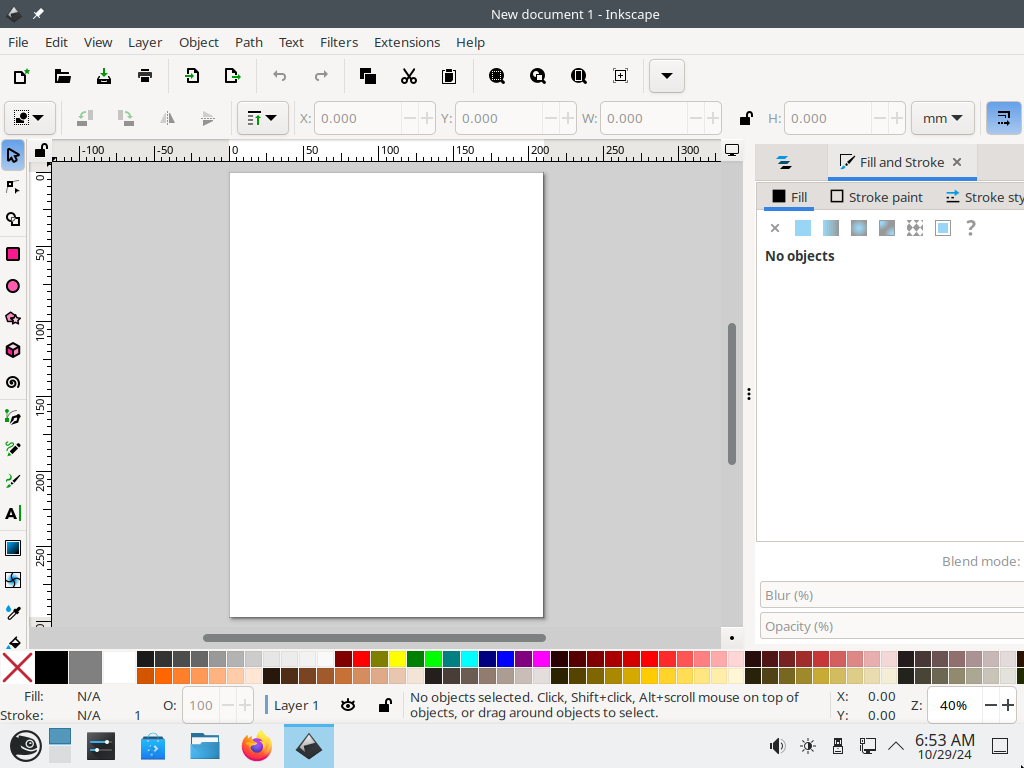 New document 1 - Inkscape
File Edit View Layer Object Path Text Filters Extensions Help
X: 0.000 Y: 0.000 W: 0.000 H: 0.000 mm
-100 -50 0 50 100 150 200 250 300
0
50
100
150
200
250
Fill and Stroke
Fill Stroke paint Stroke sty
?
No objects
Blend mode:
Blur (%)
Opacity (%)
A
Fill: N/A
Stroke: N/A 1
O: 100
Layer 1
No objects selected. Click, Shift+click, Alt+scroll mouse on top of
objects, or drag around objects to select.
X: 0.00
Y: 0.00
Z: 40%
6:53 AM
10/29/24